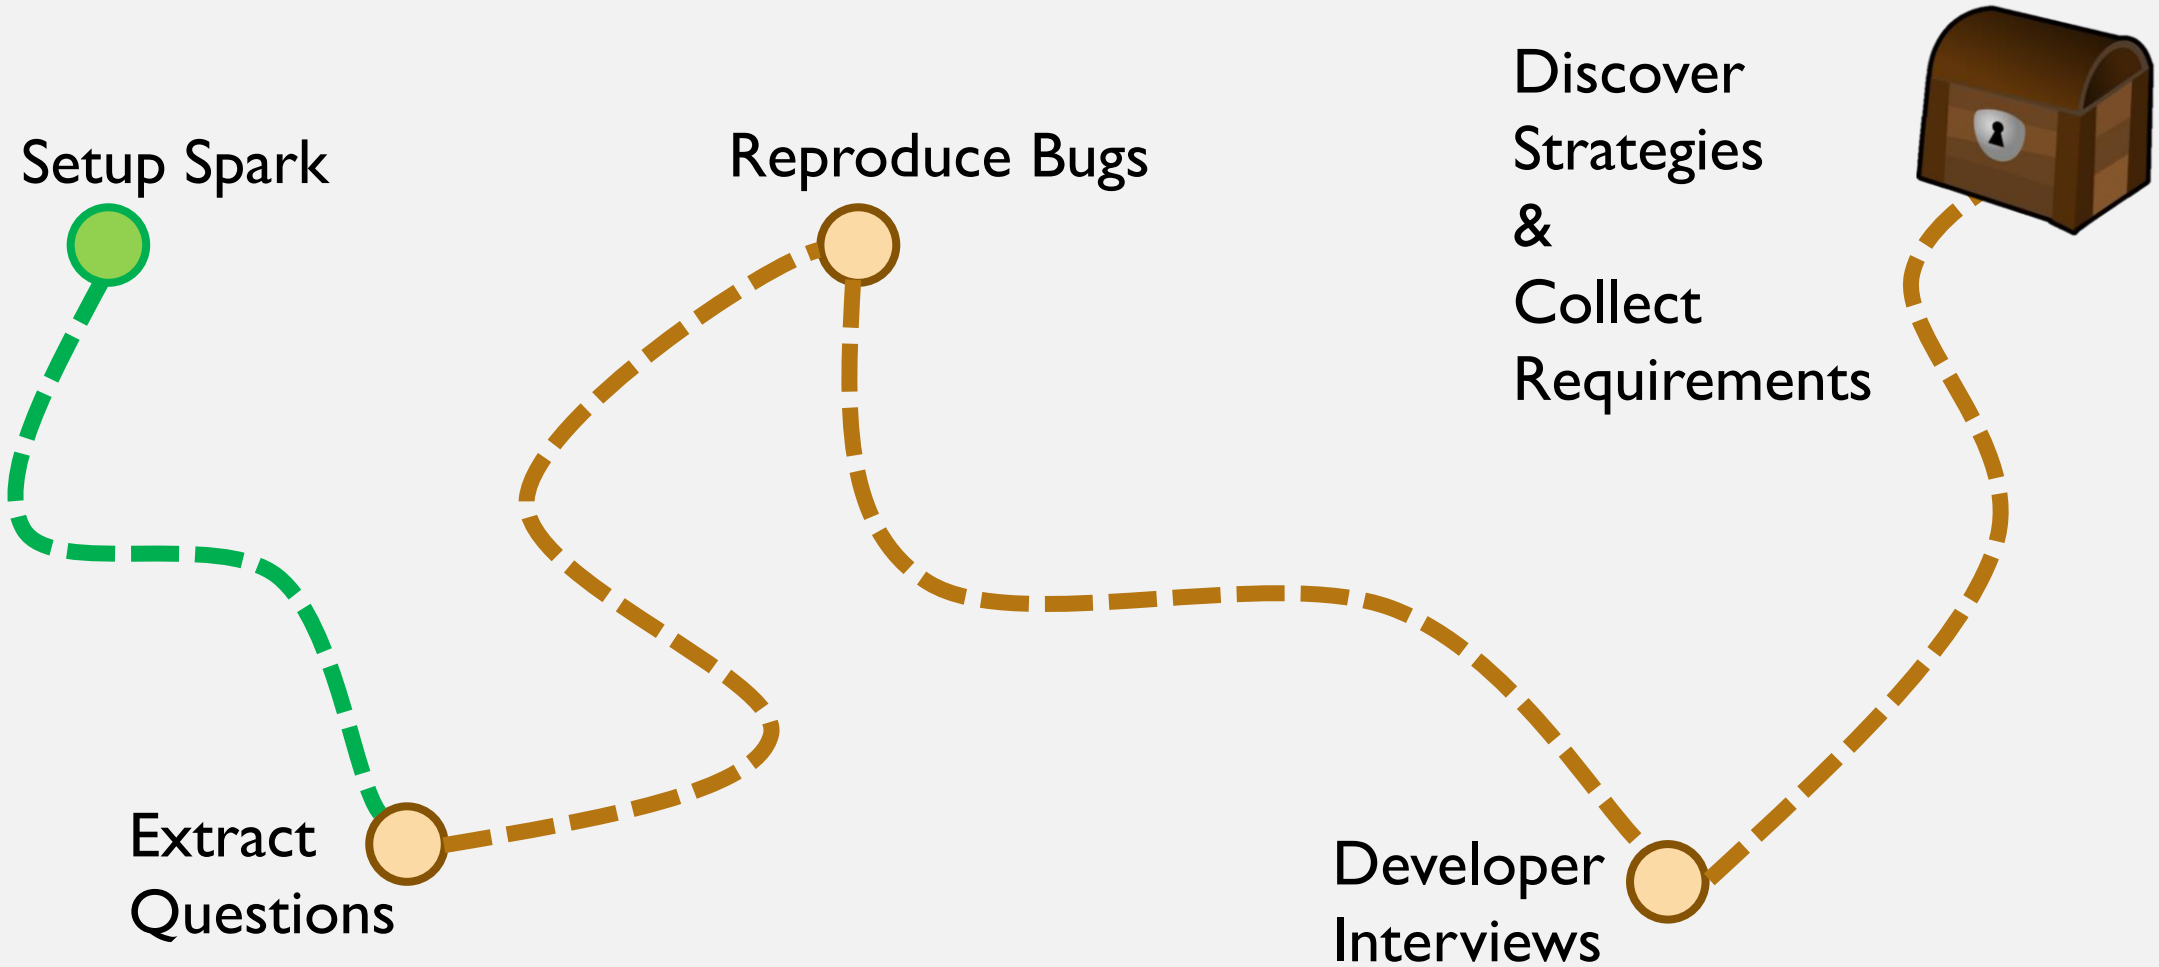 Setup Spark
Extract
Questions
Reproduce Bugs
Developer
Interviews
Discover
Strategies
&
Collect
Requirements